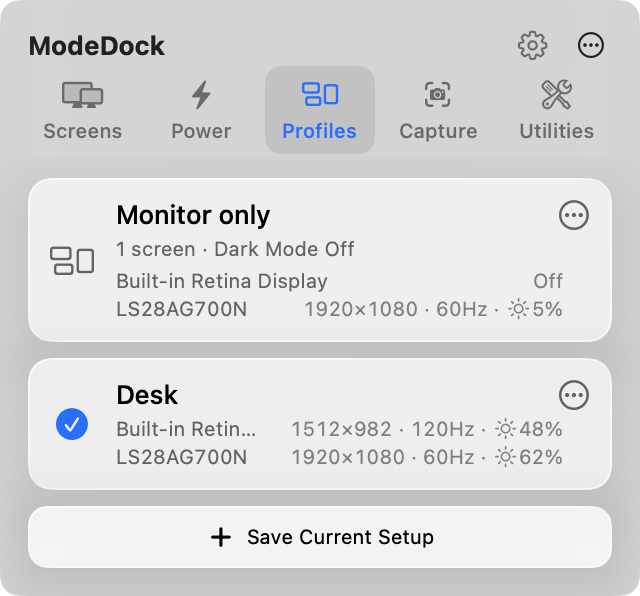 ModeDock
Screens
Power
Profiles
Capture
Utilities
Monitor only
1 screen · Dark Mode Off
Built-in Retina Display Off
LS28AG700N 1920×1080 · 60Hz · 5%
Desk
Built-in Retin... 1512×982 · 120Hz · 48%
LS28AG700N 1920×1080 · 60Hz · 62%
Save Current Setup